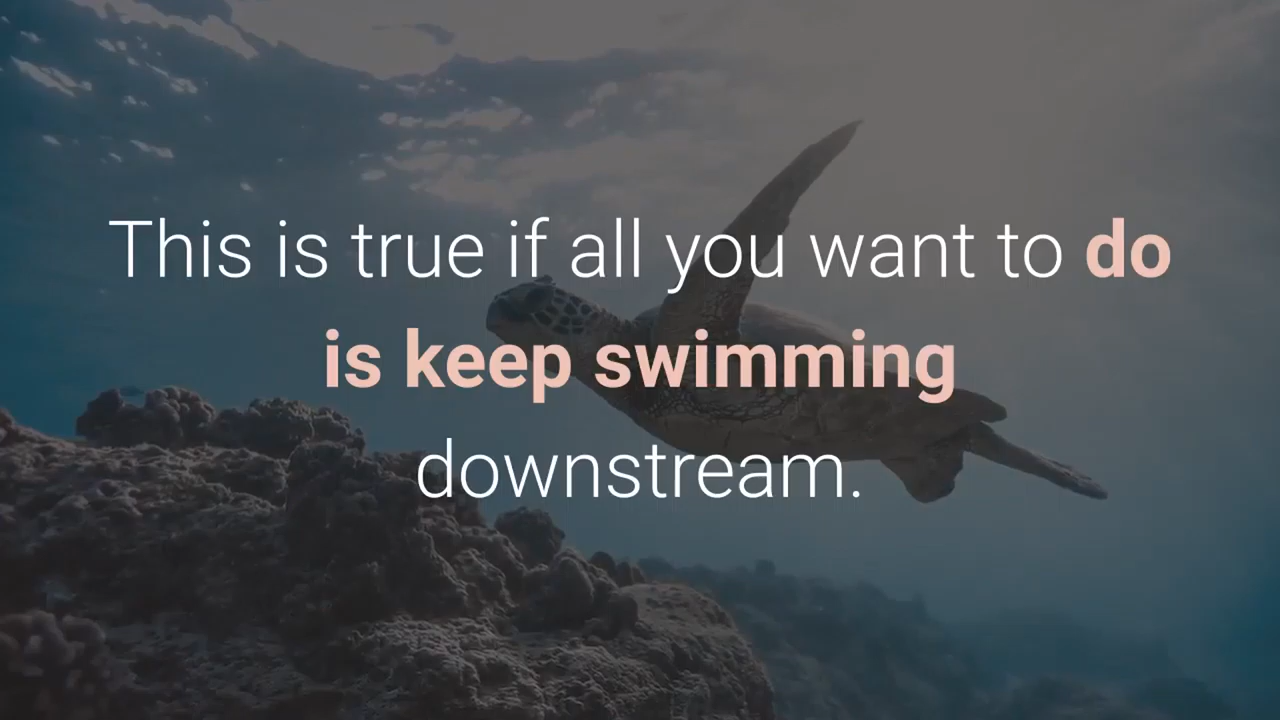 This is true if all you want to do
is keep swimming
downstream.